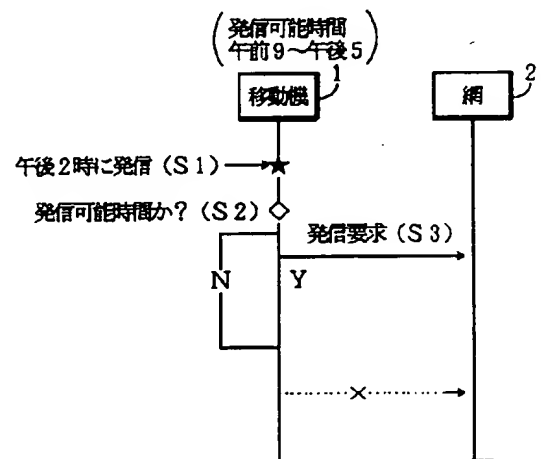 発信可能時間
午前9~午後5
1
移動機
2
網
午後2時に発信(S1)
発信可能時間か?(S2)
発信要求(S3)
N
Y